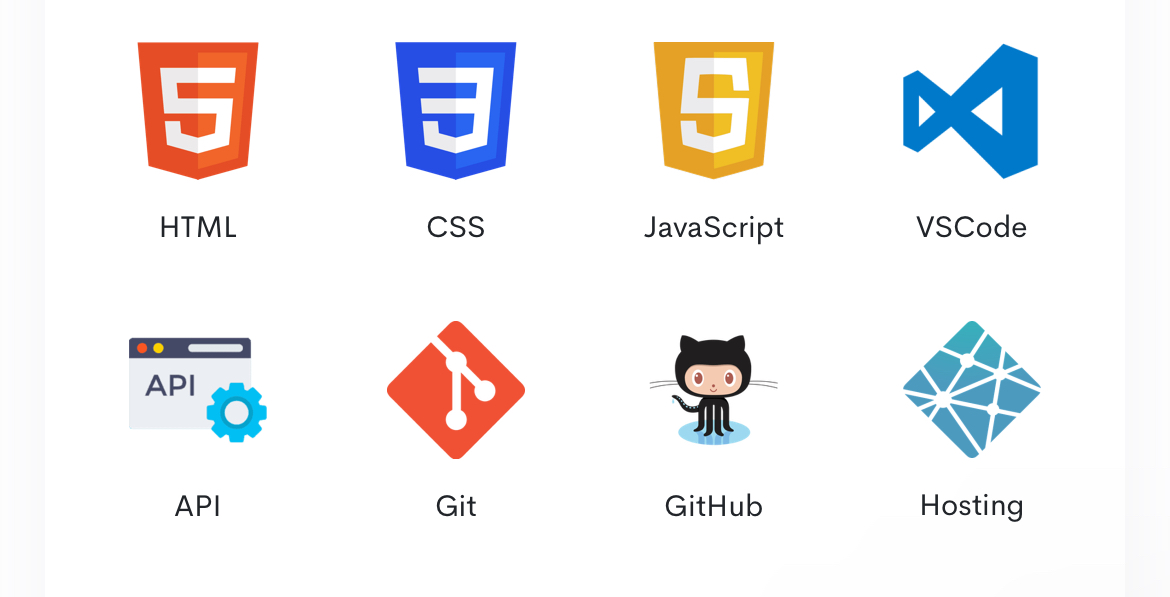 HTML
CSS
JavaScript
VSCode
API
API
Git
GitHub
Hosting